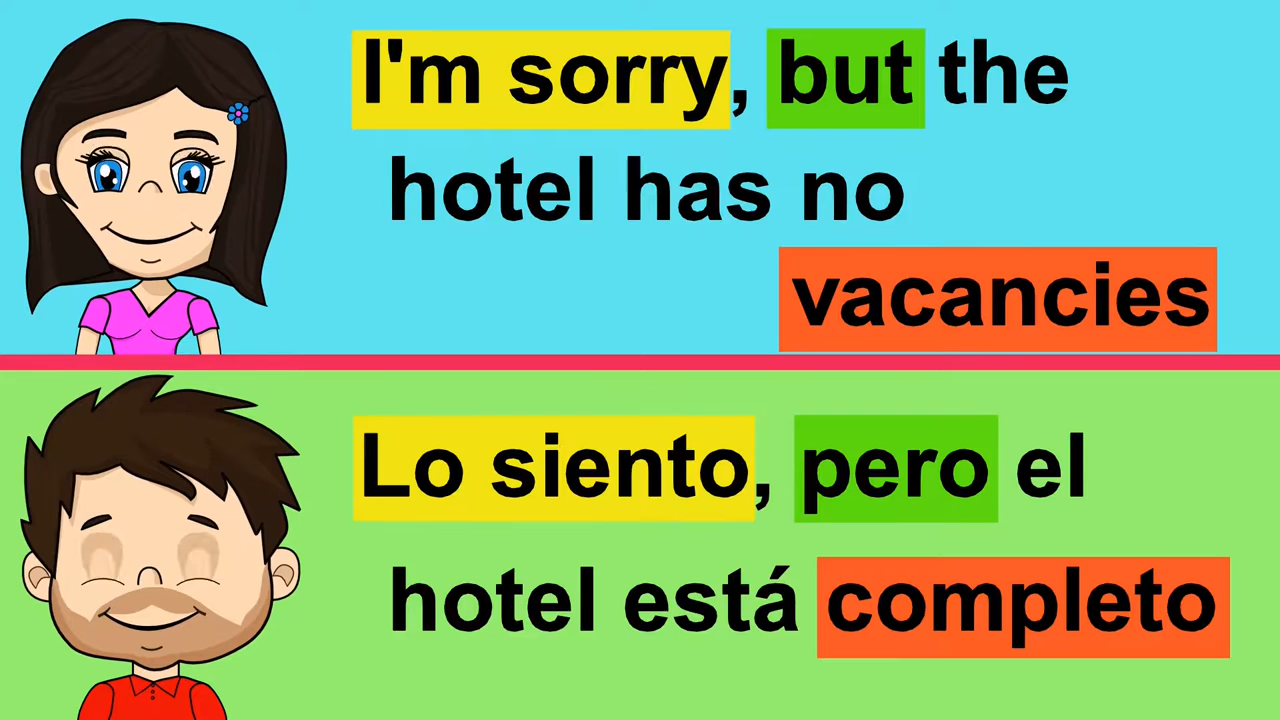 I'm sorry, but the
hotel has no
vacancies
Lo siento, pero el
hotel está completo